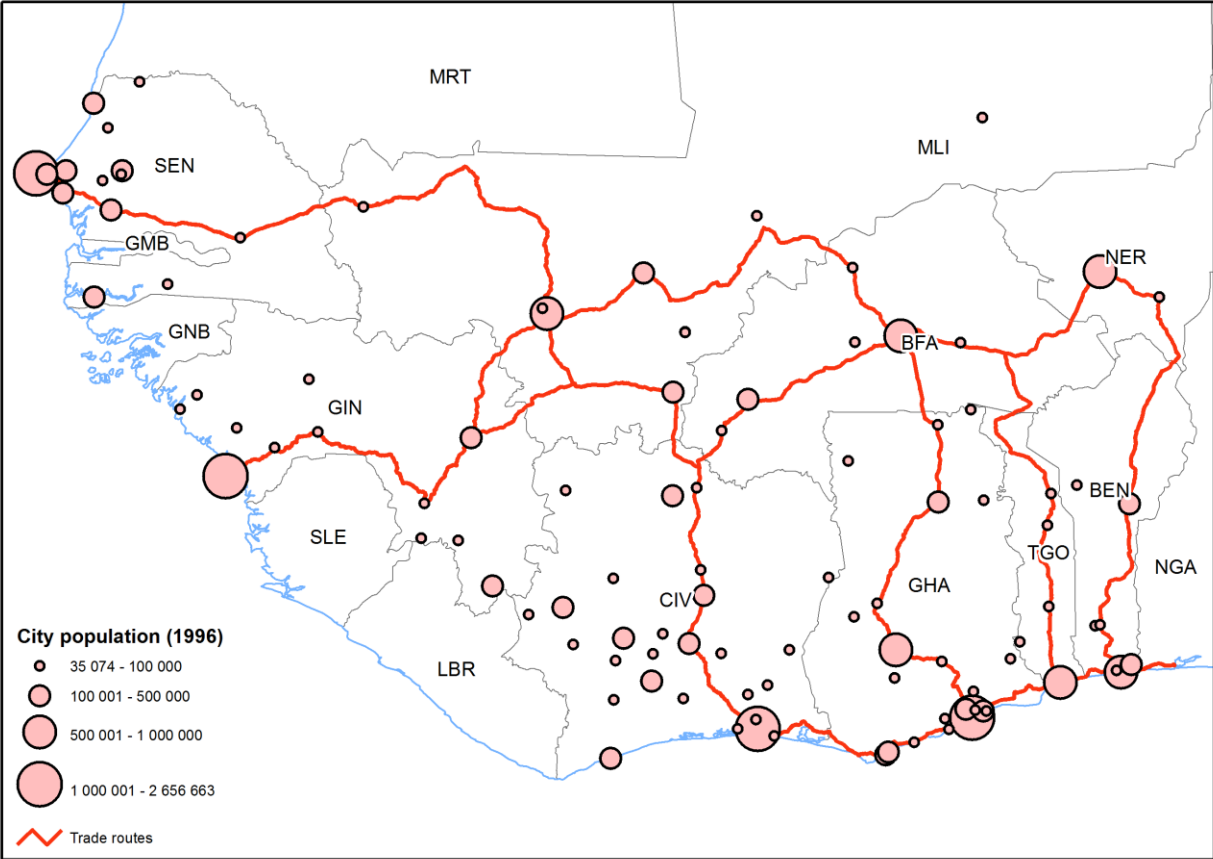 MRT
MLI
SEN
GMB
NER
GNB
BFA
GIN
BEN
SLE
TGO
NGA
GHA
CIV
LBR
City population (1996)
35 074 - 100 000
100 001 - 500 000
500 001 - 1 000 000
1 000 001 - 2 656 663
Trade routes